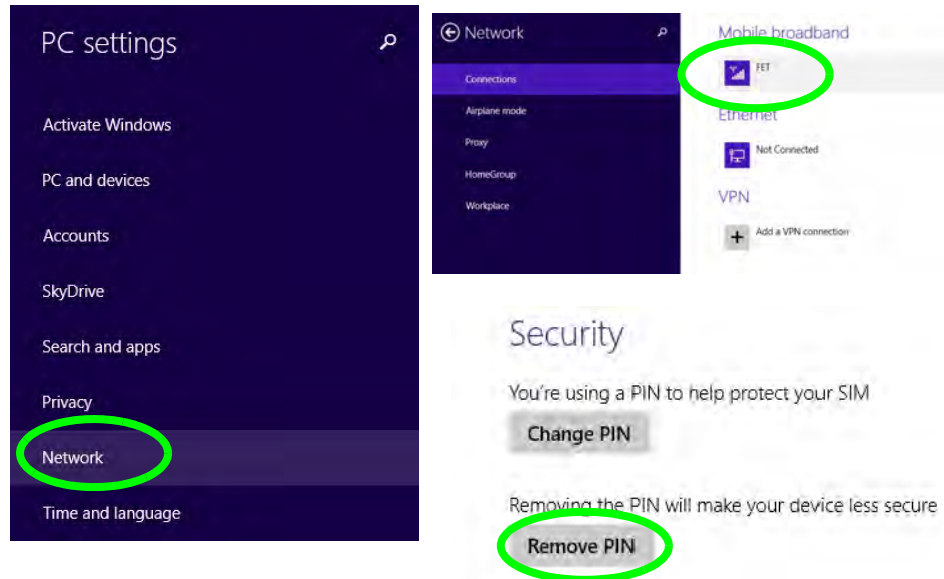 PC settings
Activate Windows
PC and devices
Accounts
SkyDrive
Search and apps
Privacy
Network
Time and language
Network
Connections
Airplane mode
Proxy
HomeGroup
Workplace
Mobile broadband
FET
Ethernet
Not Connected
VPN
Add a VPN connection
Security
You're using a PIN to help protect your SIM
Change PIN
Removing the PIN will make your device less secure
Remove PIN